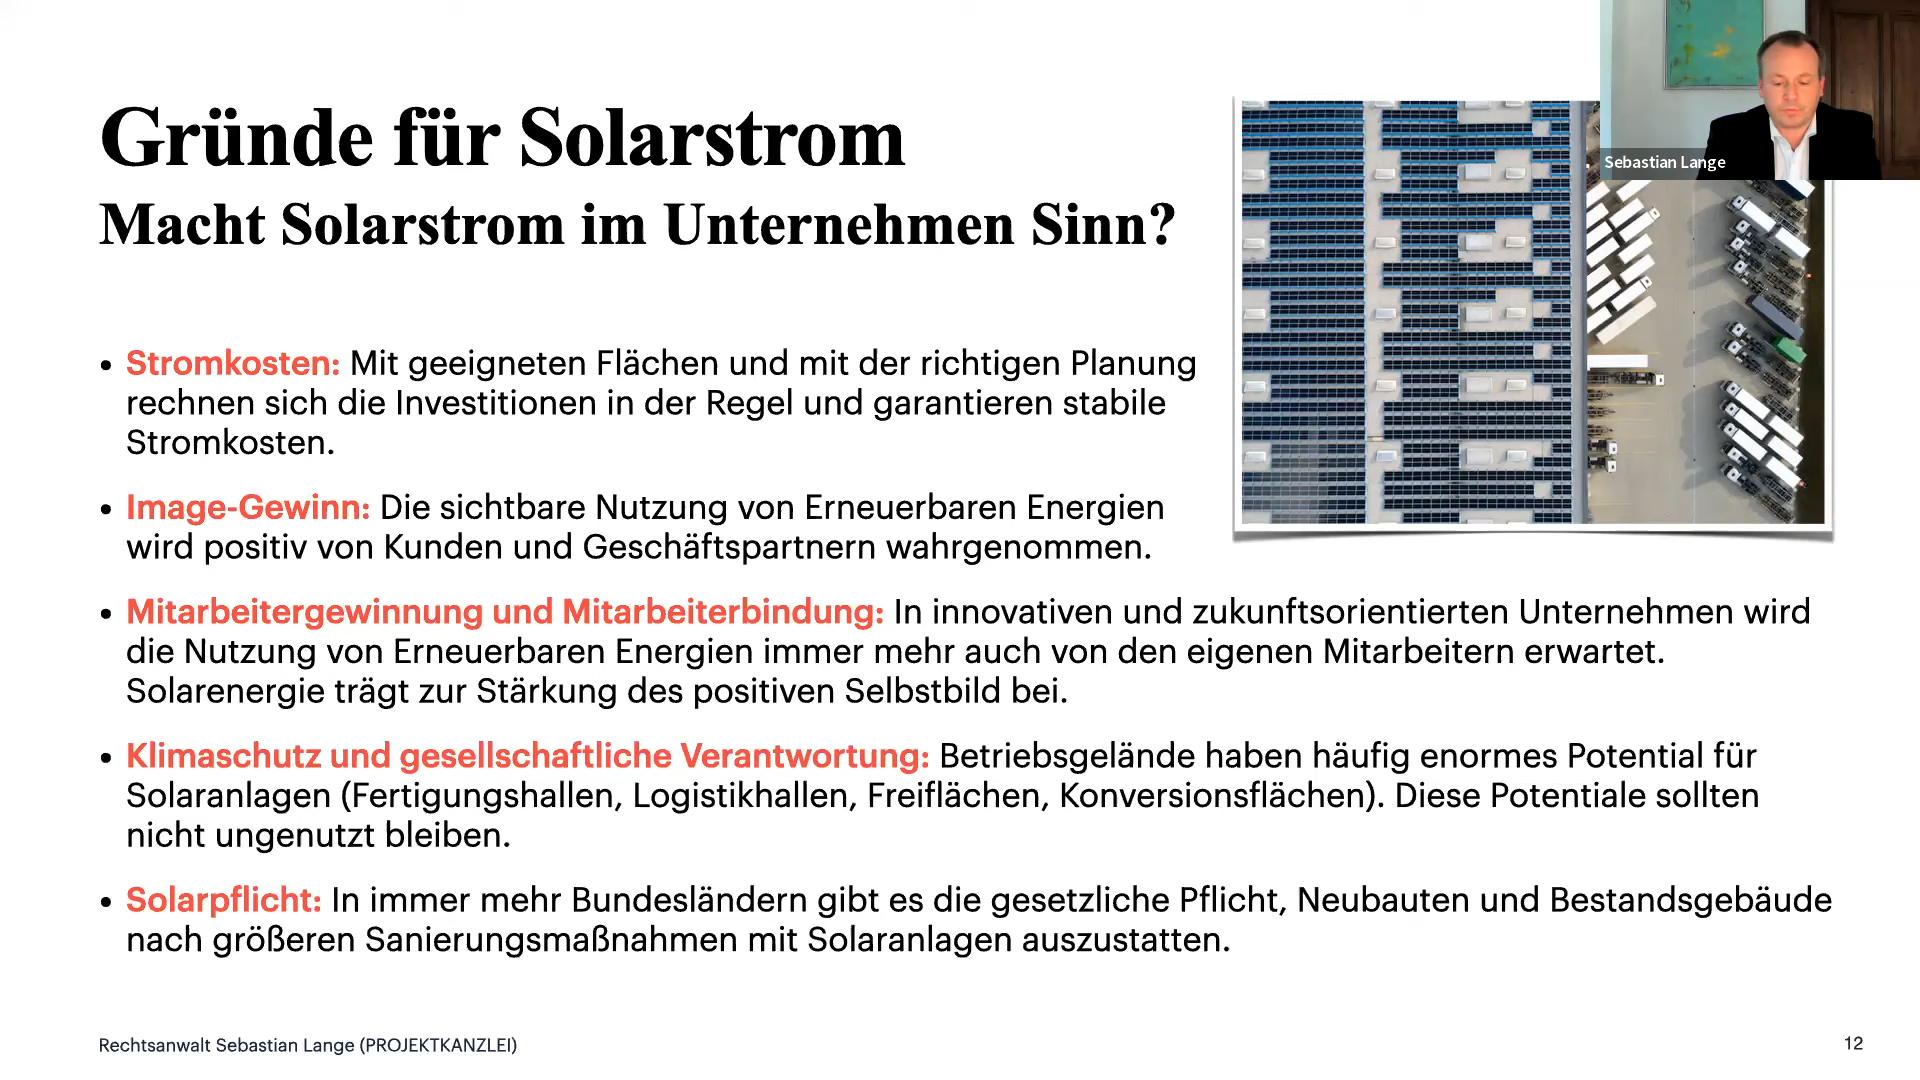 Gründe für Solarstrom
Macht Solarstrom im Unternehmen Sinn?
Sebastian Lange
• Stromkosten: Mit geeigneten Flächen und mit der richtigen Planung
rechnen sich die Investitionen in der Regel und garantieren stabile
Stromkosten.
• Image-Gewinn: Die sichtbare Nutzung von Erneuerbaren Energien
wird positiv von Kunden und Geschäftspartnern wahrgenommen.
• Mitarbeitergewinnung und Mitarbeiterbindung: In innovativen und zukunftsorientierten Unternehmen wird
die Nutzung von Erneuerbaren Energien immer mehr auch von den eigenen Mitarbeitern erwartet.
Solarenergie trägt zur Stärkung des positiven Selbstbild bei.
• Klimaschutz und gesellschaftliche Verantwortung: Betriebsgelände haben häufig enormes Potential für
Solaranlagen (Fertigungshallen, Logistikhallen, Freiflächen, Konversionsflächen). Diese Potentiale sollten
nicht ungenutzt bleiben.
• Solarpflicht: In immer mehr Bundesländern gibt es die gesetzliche Pflicht, Neubauten und Bestandsgebäude
nach größeren Sanierungsmaßnahmen mit Solaranlagen auszustatten.
Rechtsanwalt Sebastian Lange (PROJEKTKANZLEI)
12